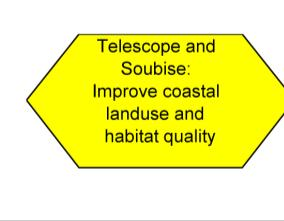 Telescope and
Soubise:
Improve coastal
landuse and
habitat quality